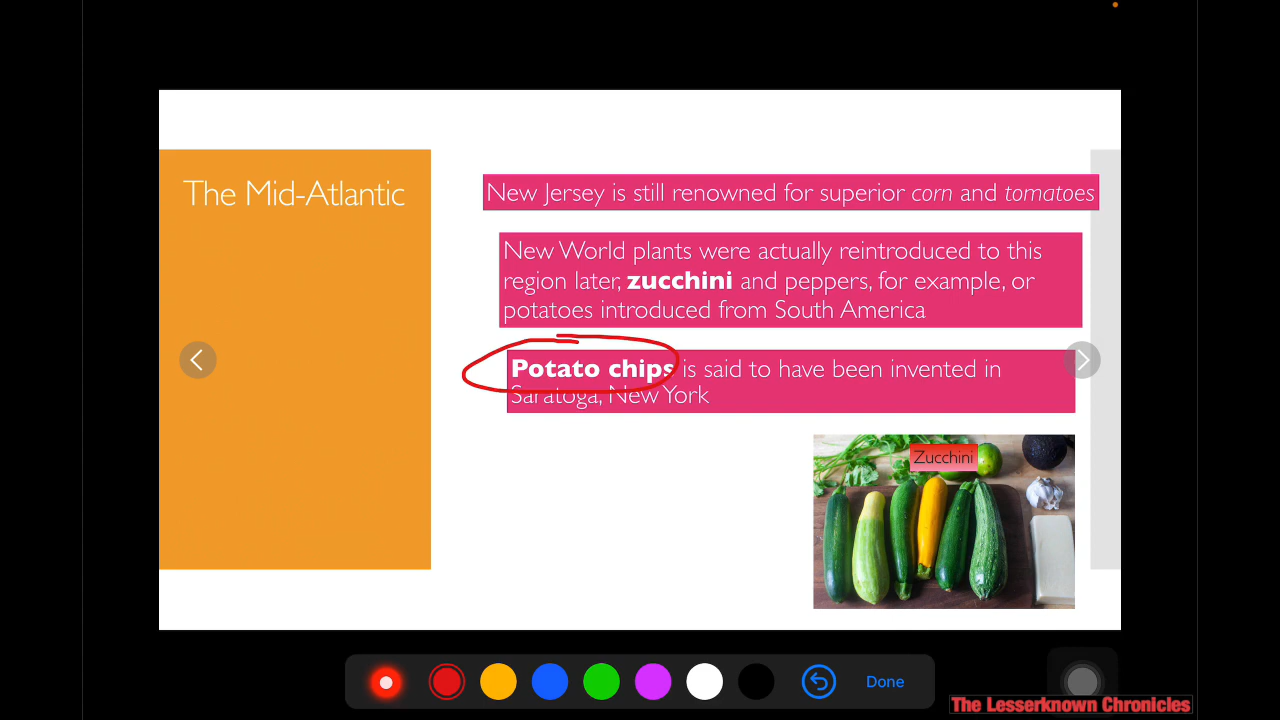 The Mid-Atlantic
New Jersey is still renowned for superior corn and tomatoes
New World plants were actually reintroduced to this
region later, zucchini and peppers, for example, or
potatoes introduced from South America
Potato chips is said to have been invented in
Saratoga, New York
Zucchini
Done
The Lesserknown Chronicles